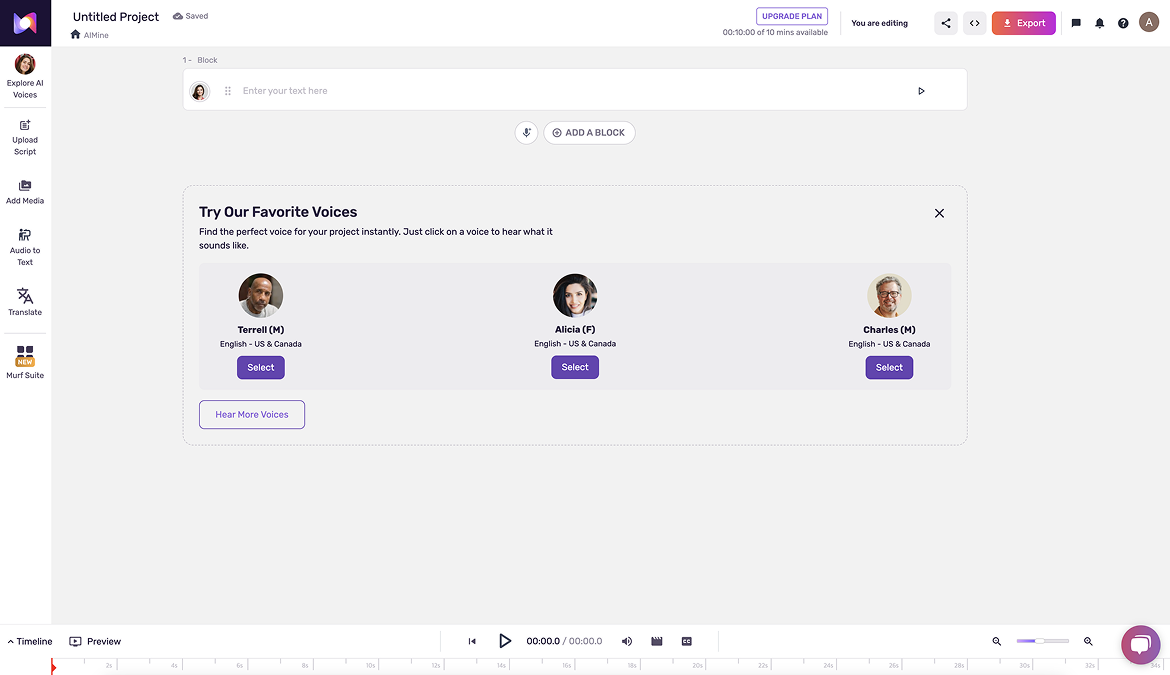 Untitled Project
Saved
AIMine
UPGRADE PLAN
00:10:00 of 10 mins available
You are editing
Export
A
Explore AI
Voices
Upload
Script
Add Media
Audio to
Text
Translate
NEW
Murf Suite
1 - Block
Enter your text here
ADD A BLOCK
Try Our Favorite Voices
Find the perfect voice for your project instantly. Just click on a voice to hear what it
sounds like.
Terrell (M)
English - US & Canada
Select
Alicia (F)
English - US & Canada
Select
Charles (M)
English - US & Canada
Select
Hear More Voices
Timeline
Preview
00:00.0 / 00:00.0
CC
2s 4s 6s 8s 10s 12s 14s 16s 18s 20s 22s 24s 26s 28s 30s 32s 34s